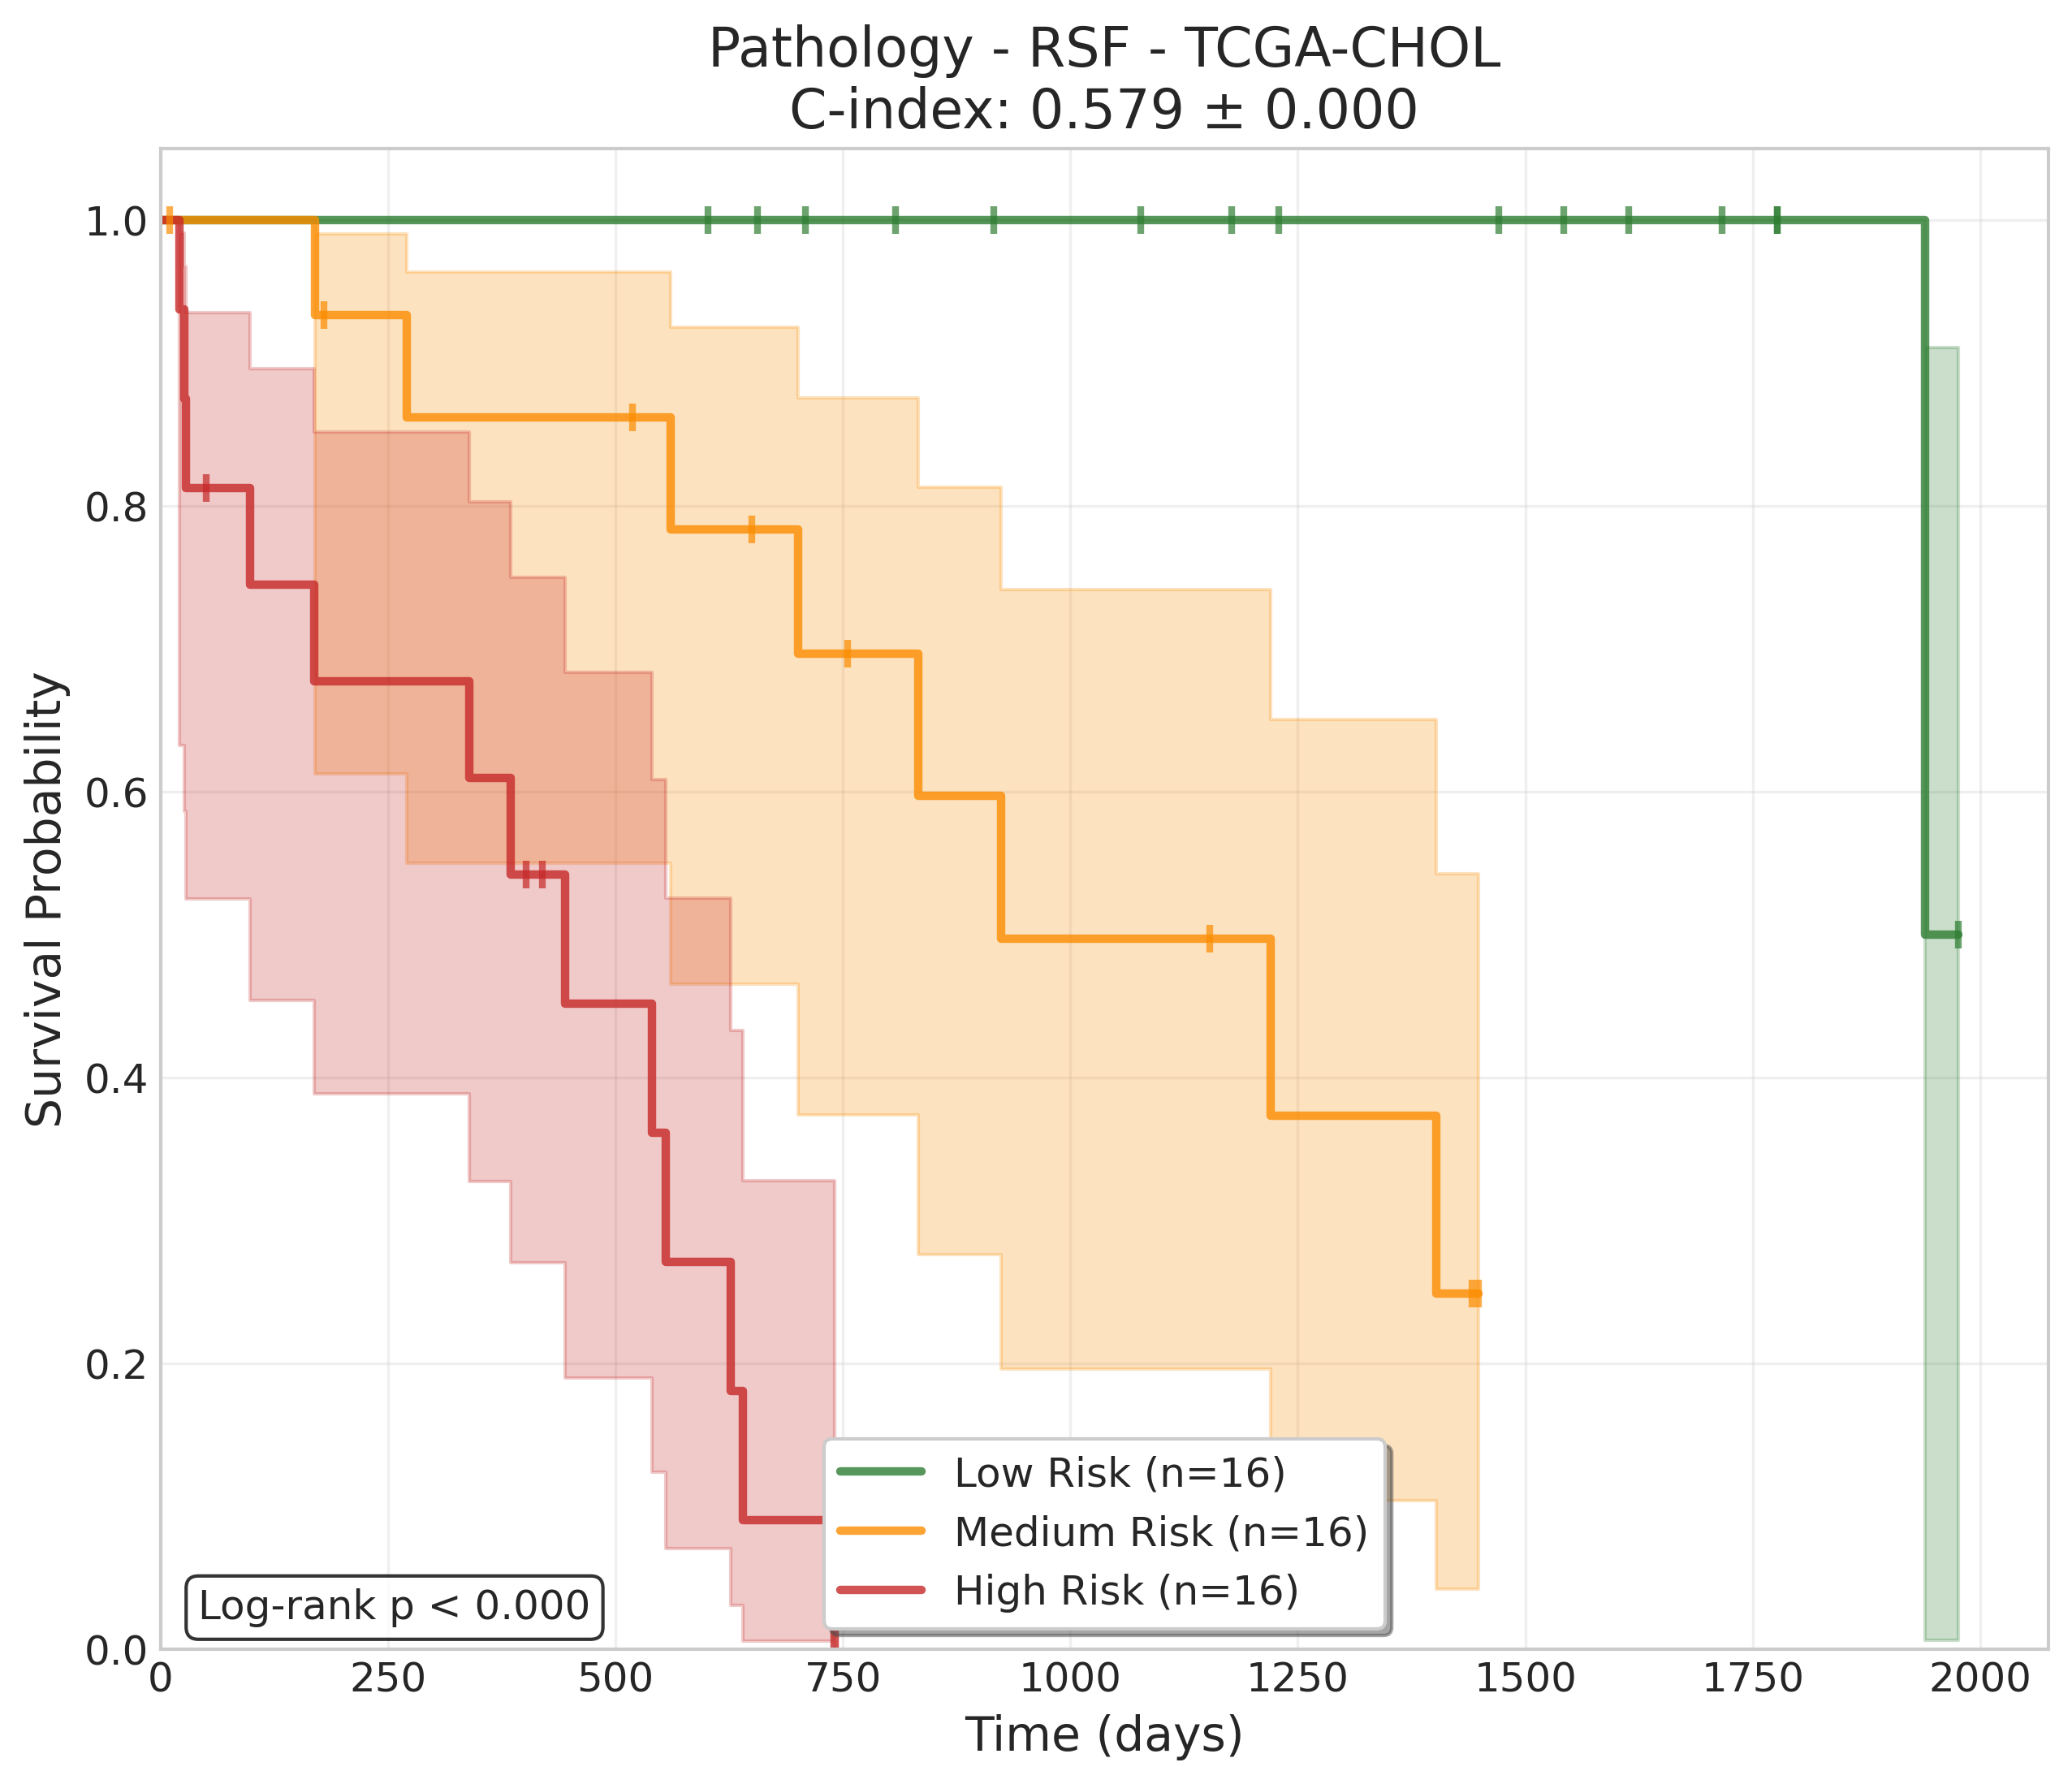 Pathology - RSF - TCGA-CHOL
C-index: 0.579 ± 0.000
Survival Probability
1.0
0.8
0.6
0.4
0.2
0.0
Low Risk (n=16)
Medium Risk (n=16)
High Risk (n=16)
Log-rank p < 0.000
0 250 500 750 1000 1250 1500 1750 2000
Time (days)